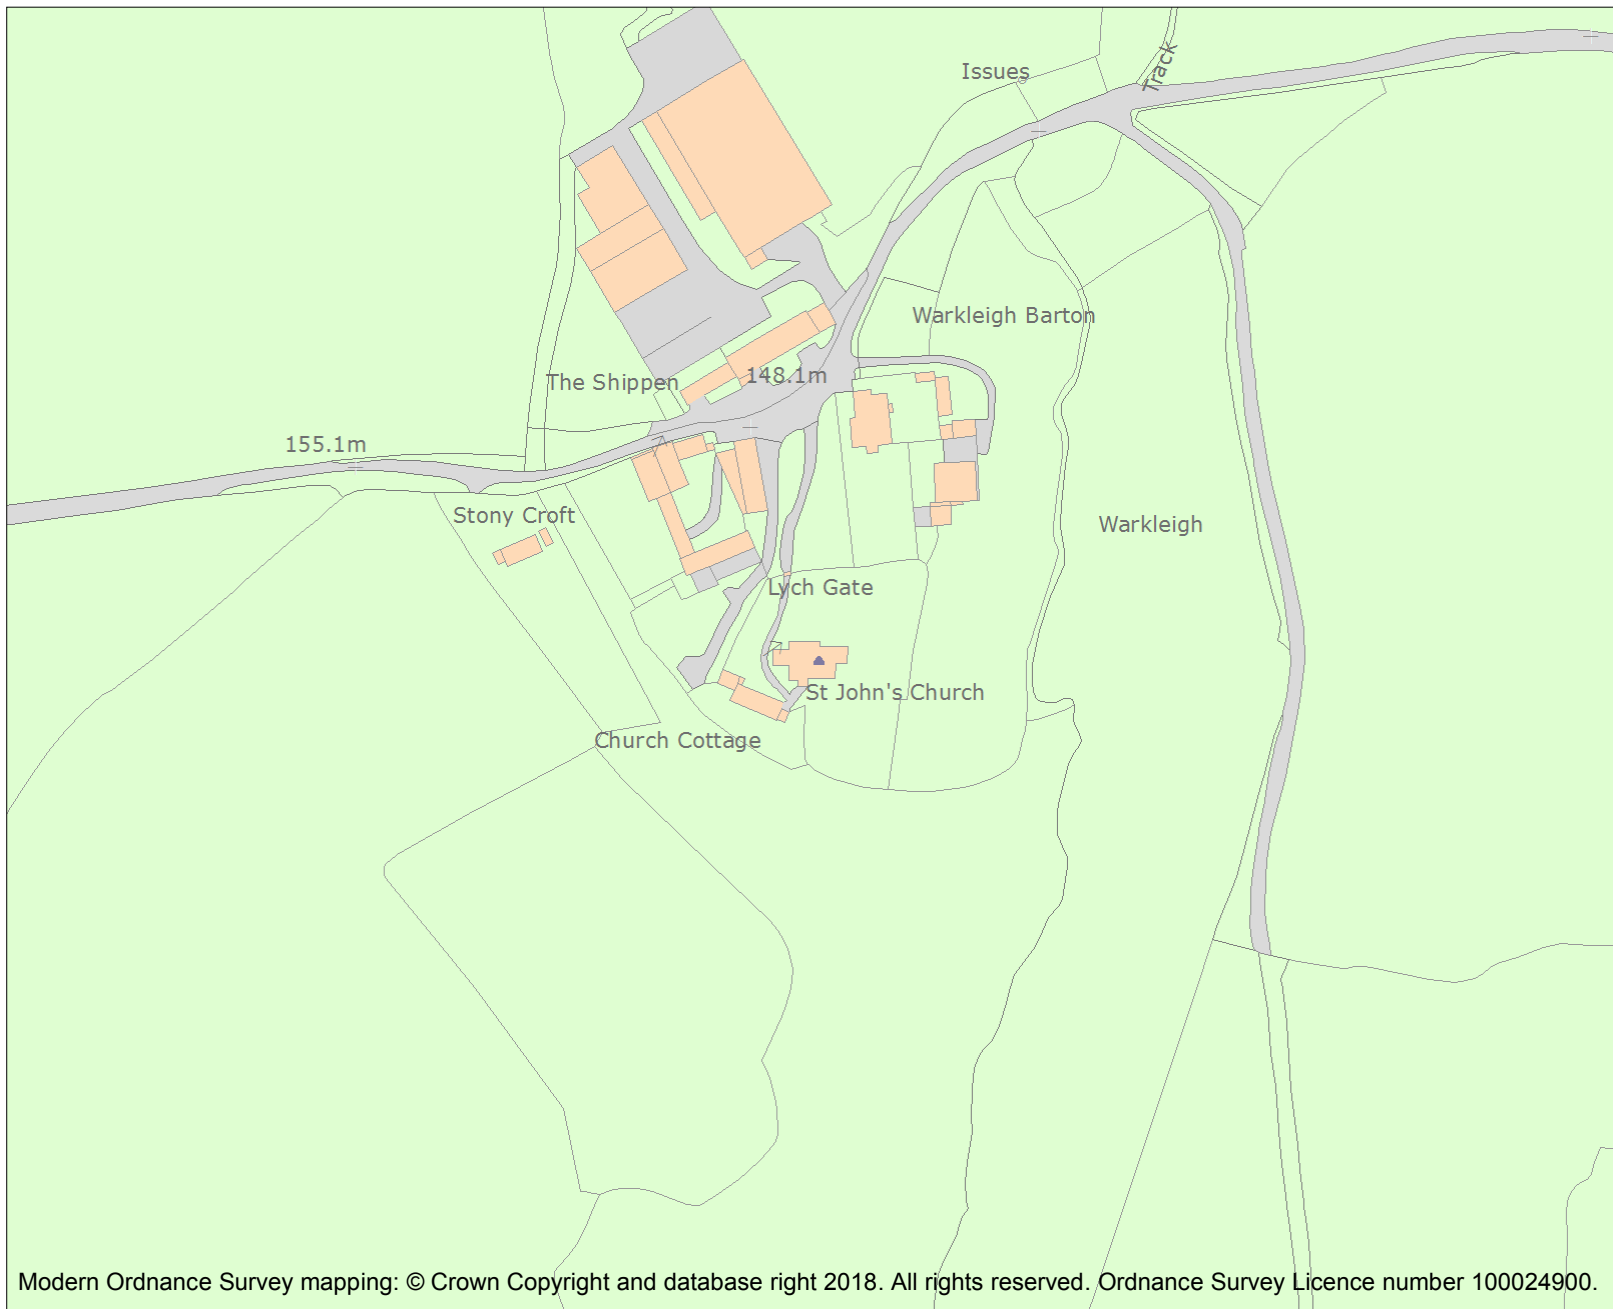 Issues
Track
Warkleigh Barton
The Shippen
148.1m
155.1m
Stony Croft
Warkleigh
Lych Gate
St John's Church
Church Cottage
Modern Ordnance Survey mapping: © Crown Copyright and database right 2018. All rights reserved. Ordnance Survey Licence number 100024900.